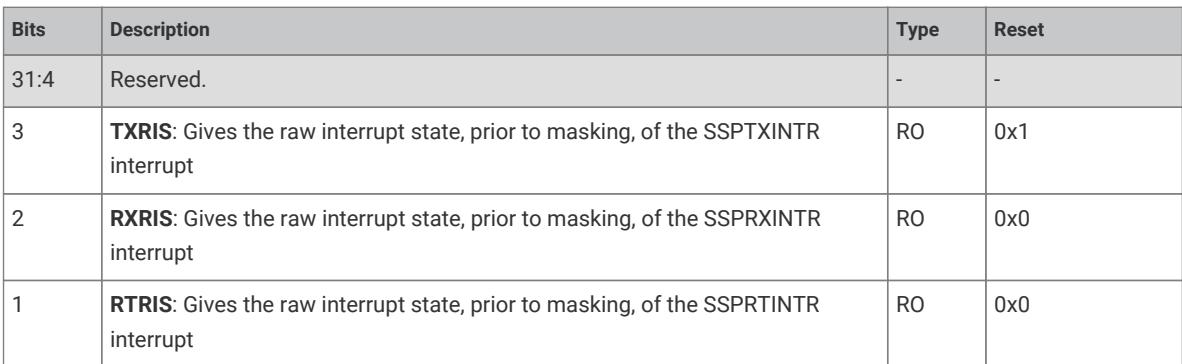 Bits Description Type Reset
31:4 Reserved. - -
3 TXRIS: Gives the raw interrupt state, prior to masking, of the SSPTXINTR RO 0x1
interrupt
2 RXRIS: Gives the raw interrupt state, prior to masking, of the SSPRXINTR RO 0x0
interrupt
1 RTRIS: Gives the raw interrupt state, prior to masking, of the SSPRTINTR RO 0x0
interrupt